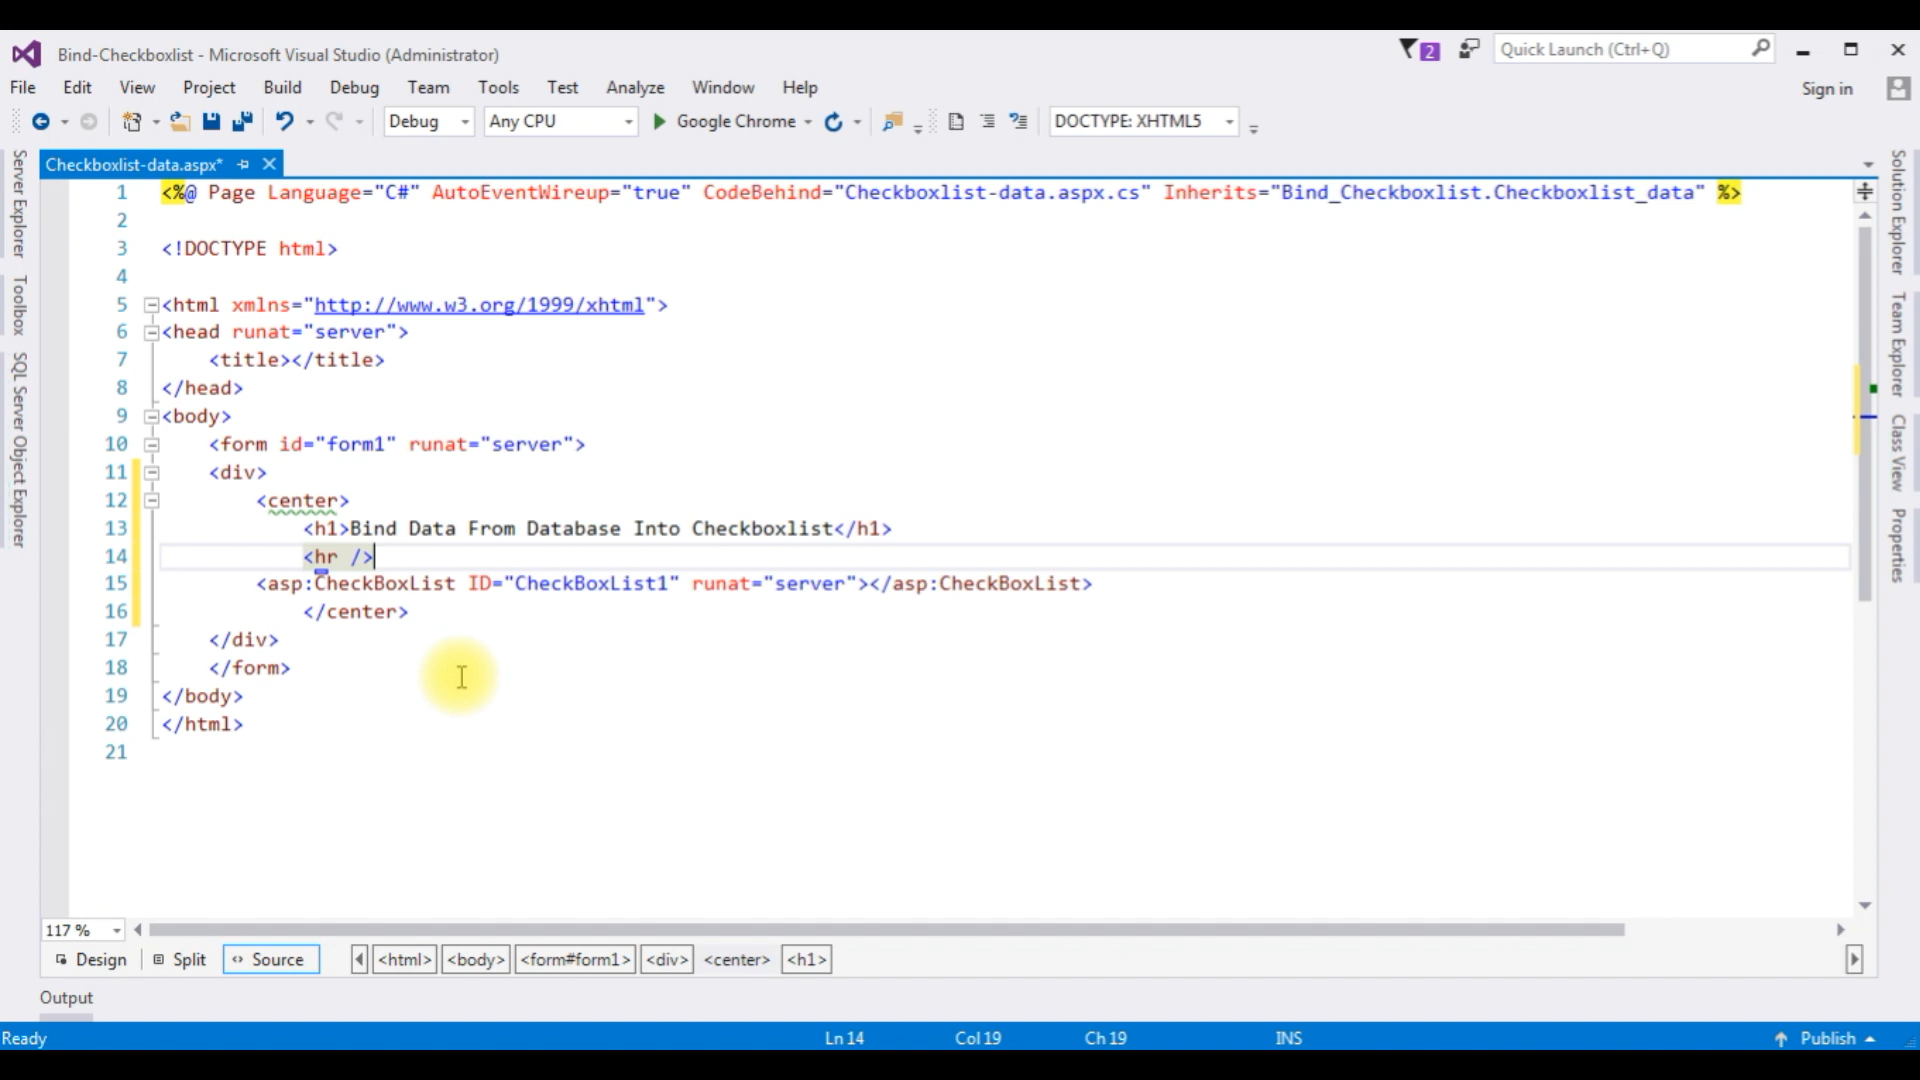 Bind-Checkboxlist - Microsoft Visual Studio (Administrator)
2
Quick Launch (Ctrl+Q)
File Edit View Project Build Debug Team Tools Test Analyze Window Help
Sign in
Debug Any CPU Google Chrome DOCTYPE: XHTML5
Checkboxlist-data.aspx*
1 <%@ Page Language="C#" AutoEventWireup="true" CodeBehind="Checkboxlist-data.aspx.cs" Inherits="Bind_Checkboxlist.Checkboxlist_data" %>
2
3 <!DOCTYPE html>
4
5 <html xmlns="http://www.w3.org/1999/xhtml">
6 <head runat="server">
7 <title></title>
8 </head>
9 <body>
10 <form id="form1" runat="server">
11 <div>
12 <center>
13 <h1>Bind Data From Database Into Checkboxlist</h1>
14 <hr />
15 <asp:CheckBoxList ID="CheckBoxList1" runat="server"></asp:CheckBoxList>
16 </center>
17 </div>
18 </form>
19 </body>
20 </html>
21
Server Explorer
Toolbox
SQL Server Object Explorer
Solution Explorer
Team Explorer
Class View
Properties
117 %
Design Split Source <html> <body> <form#form1> <div> <center> <h1>
Output
Ready Ln 14 Col 19 Ch 19 INS Publish